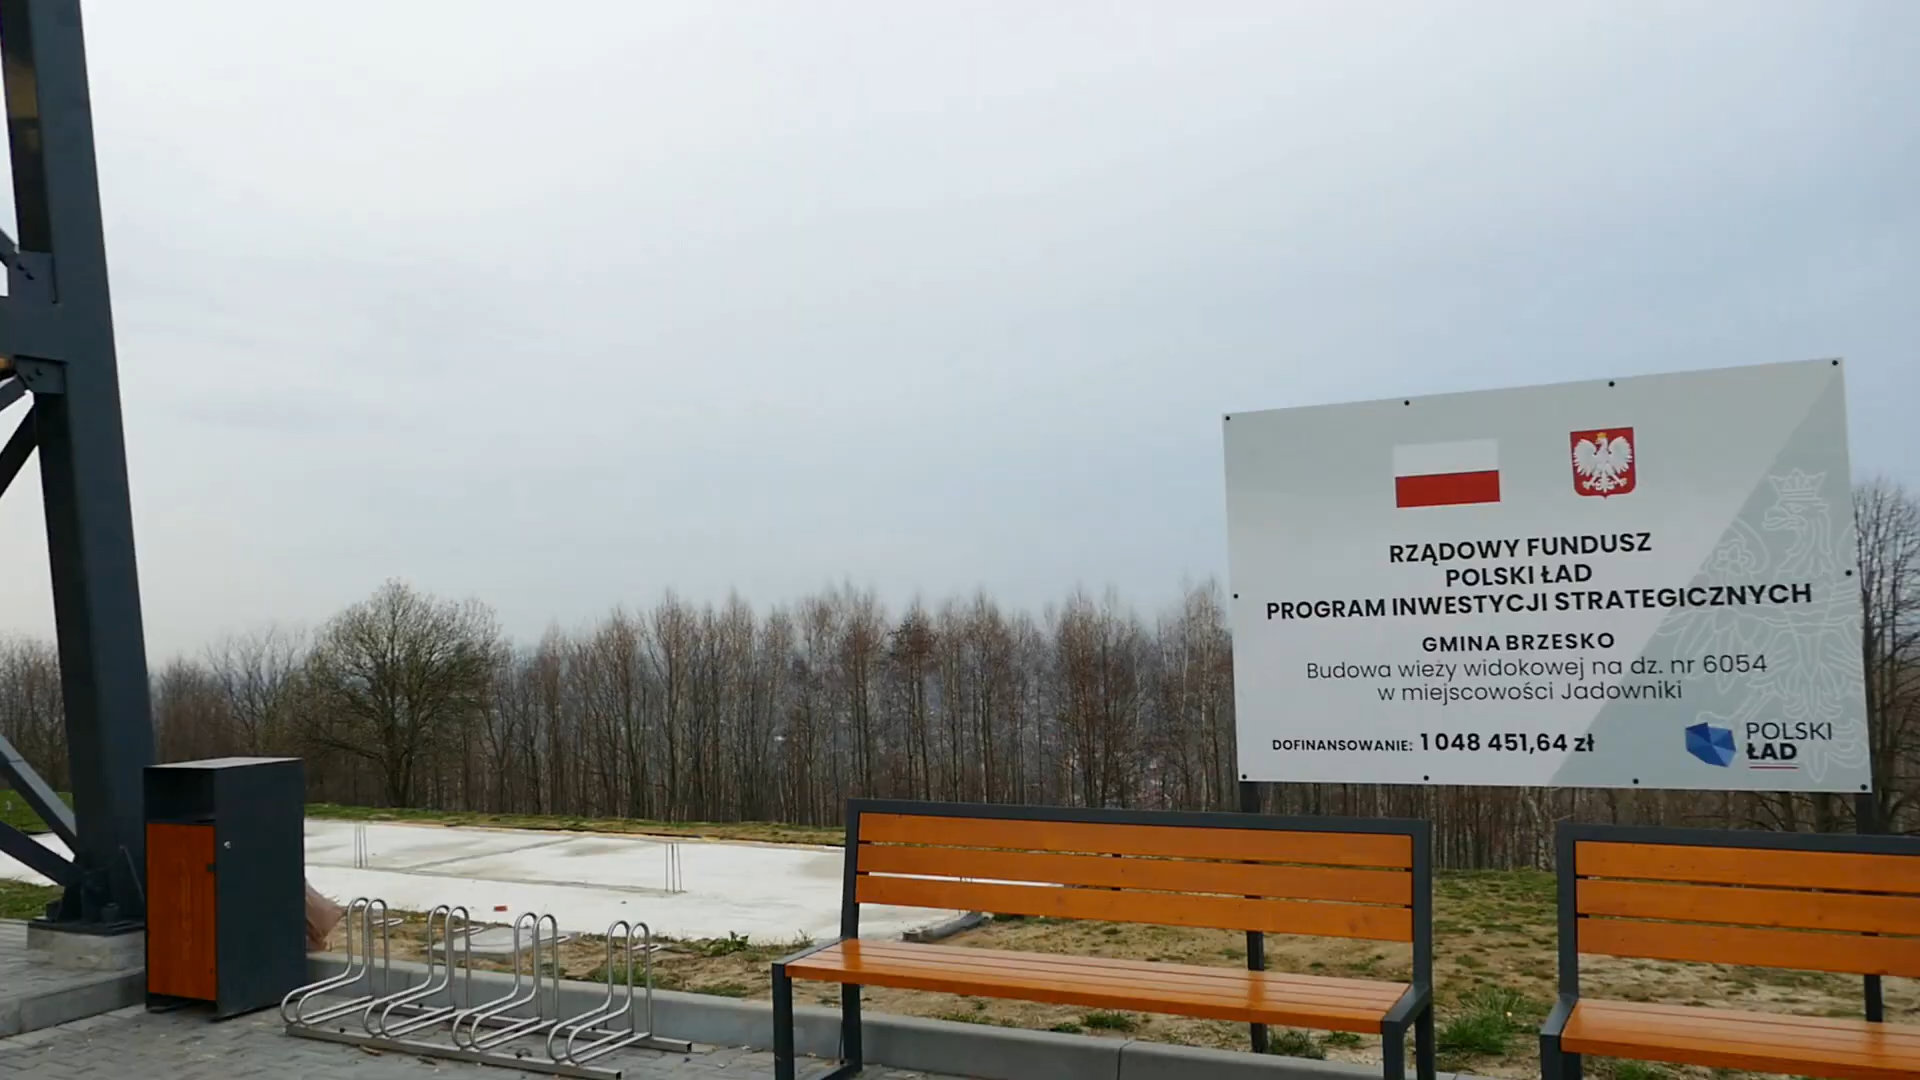 RZĄDOWY FUNDUSZ
POLSKI ŁAD
PROGRAM INWESTYCJI STRATEGICZNYCH
GMINA BRZESKO
Budowa wieży widokowej na dz. nr 6054
w miejscowości Jadowniki
DOFINANSOWANIE: 1 048 451,64 zł
POLSKI
ŁAD